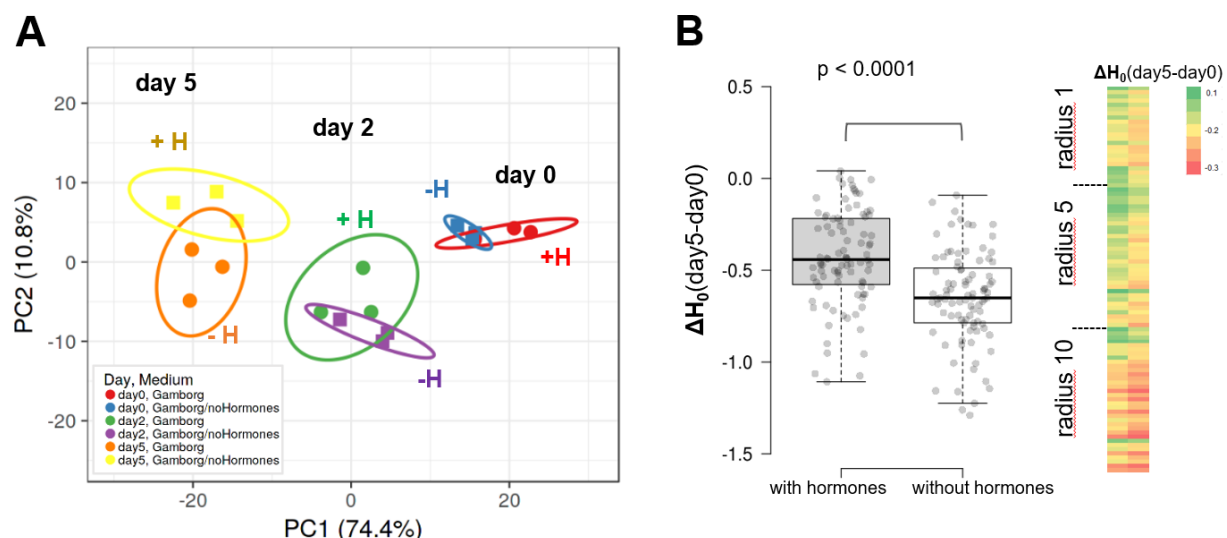 A
day 5
day 2
day 0
+ H
+ H
-H
+H
- H
-H
20
10
0
-10
-20
-20
0
20
PC2 (10.8%)
PC1 (74.4%)
Day, Medium
day0, Gamborg
day0, Gamborg/noHormones
day2, Gamborg
day2, Gamborg/noHormones
day5, Gamborg
day5, Gamborg/noHormones
B
p < 0.0001
ΔH₀(day5-day0)
0.5
0.0
-0.5
-1.0
-1.5
with hormones
without hormones
ΔH₀(day5-day0)
radius 1
radius 5
radius 10
0.1
-0.2
-0.3